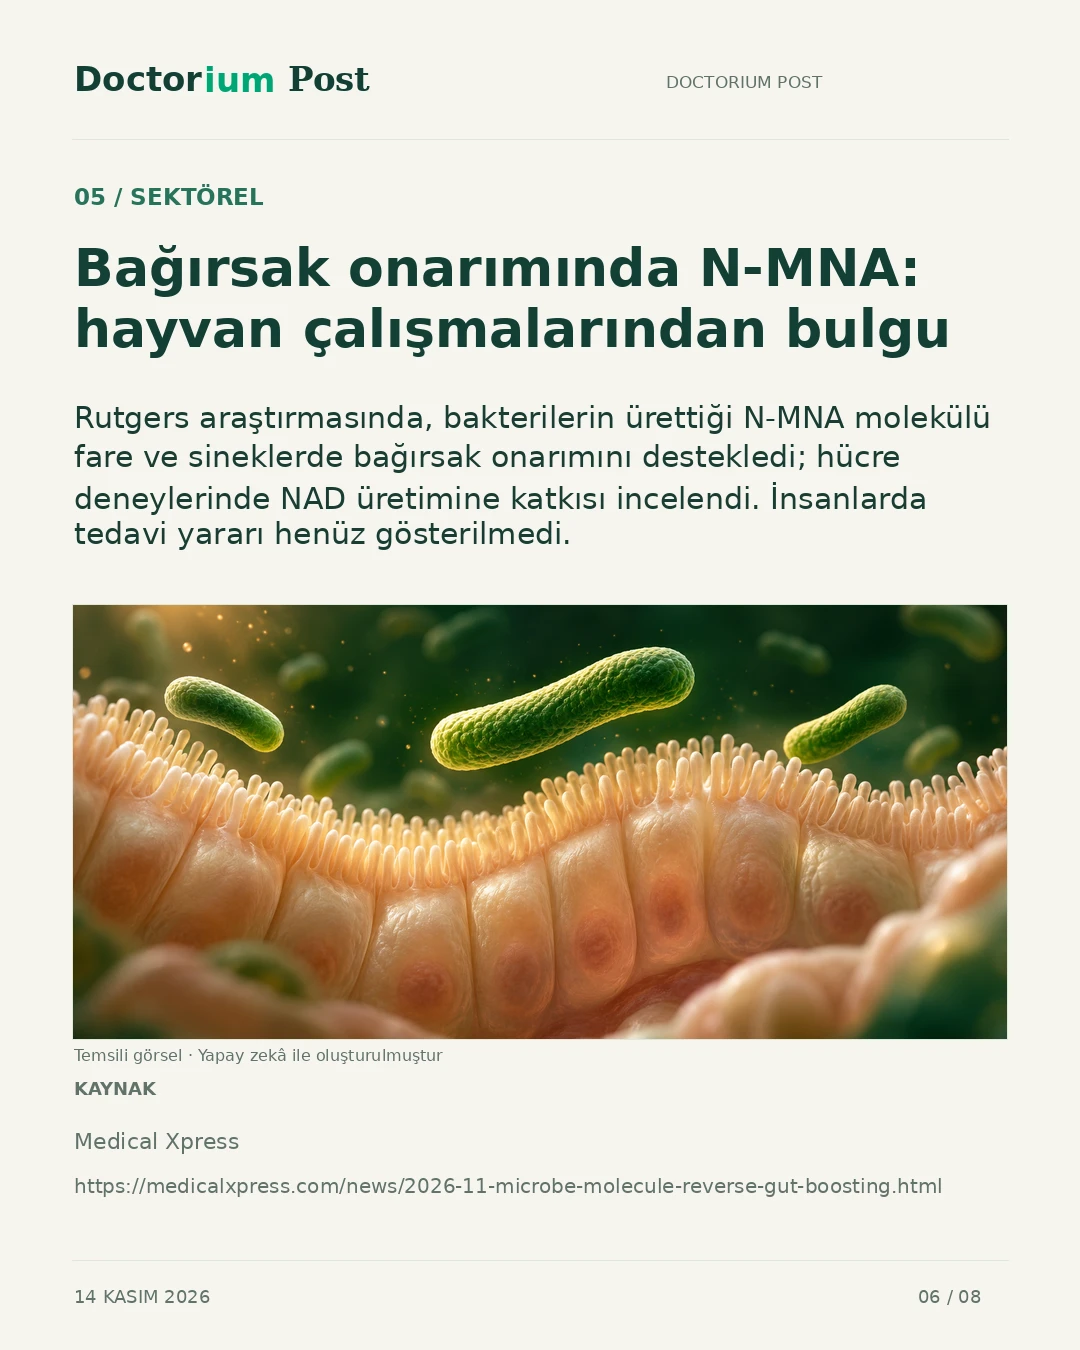 Doctorium Post
DOCTORIUM POST
05 / SEKTÖREL
Bağırsak onarımında N-MNA:
hayvan çalışmalarından bulgu
Rutgers araştırmasında, bakterilerin ürettiği N-MNA molekülü
fare ve sineklerde bağırsak onarımını destekledi; hücre
deneylerinde NAD üretimine katkısı incelendi. İnsanlarda
tedavi yararı henüz gösterilmedi.
Temsili görsel · Yapay zekâ ile oluşturulmuştur
KAYNAK
Medical Xpress
https://medicalxpress.com/news/2026-11-microbe-molecule-reverse-gut-boosting.html
14 KASIM 2026
06 / 08